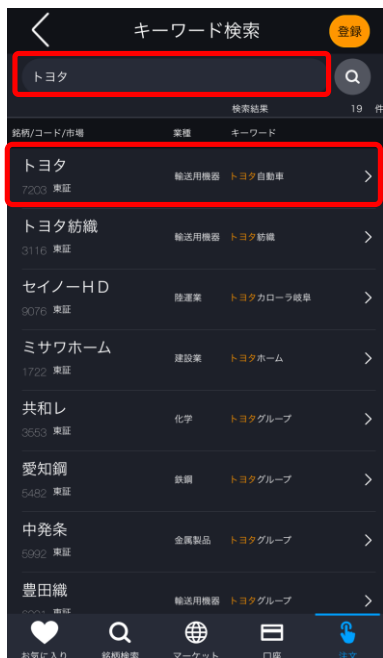 キーワード検索
登録
トヨタ
検索結果 19 件
銘柄/コード/市場 業種 キーワード
トヨタ
輸送用機器 トヨタ自動車
7203 東証
トヨタ紡織
輸送用機器 トヨタ紡織
3116 東証
セイノーHD
陸運業 トヨタカローラ岐阜
9076 東証
ミサワホーム
建設業 トヨタホーム
1722 東証
共和レ
化学 トヨタグループ
3553 東証
愛知鋼
鉄鋼 トヨタグループ
5482 東証
中発条
金属製品 トヨタグループ
5992 東証
豊田織
輸送用機器 トヨタグループ
東証
お気に入り 銘柄検索 マーケット 口座 注文